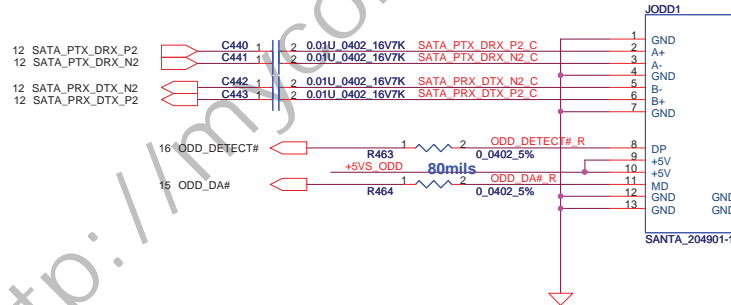 JODD1
1 GND
12 SATA_PTX_DRX_P2 C440 1 2 0.01U_0402_16V7K SATA_PTX_DRX_P2_C 2 A+
12 SATA_PTX_DRX_N2 C441 1 2 0.01U_0402_16V7K SATA_PTX_DRX_N2_C 3 A-
4 GND
12 SATA_PRX_DTX_N2 C442 1 2 0.01U_0402_16V7K SATA_PRX_DTX_N2_C 5 B-
12 SATA_PRX_DTX_P2 C443 1 2 0.01U_0402_16V7K SATA_PRX_DTX_P2_C 6 B+
7 GND
16 ODD_DETECT# 1 2 ODD_DETECT#_R 8 DP
R463 0_0402_5% 9 +5V
+5VS_ODD 80mils 10 +5V
15 ODD_DA# 1 2 ODD_DA#_R 11 MD
R464 0_0402_5% 12 GND GND
13 GND GND
SANTA_204901-1
tp://myco